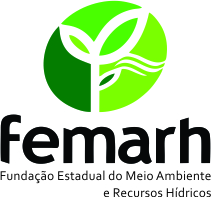 femarh
Fundação Estadual do Meio Ambiente
e Recursos Hídricos